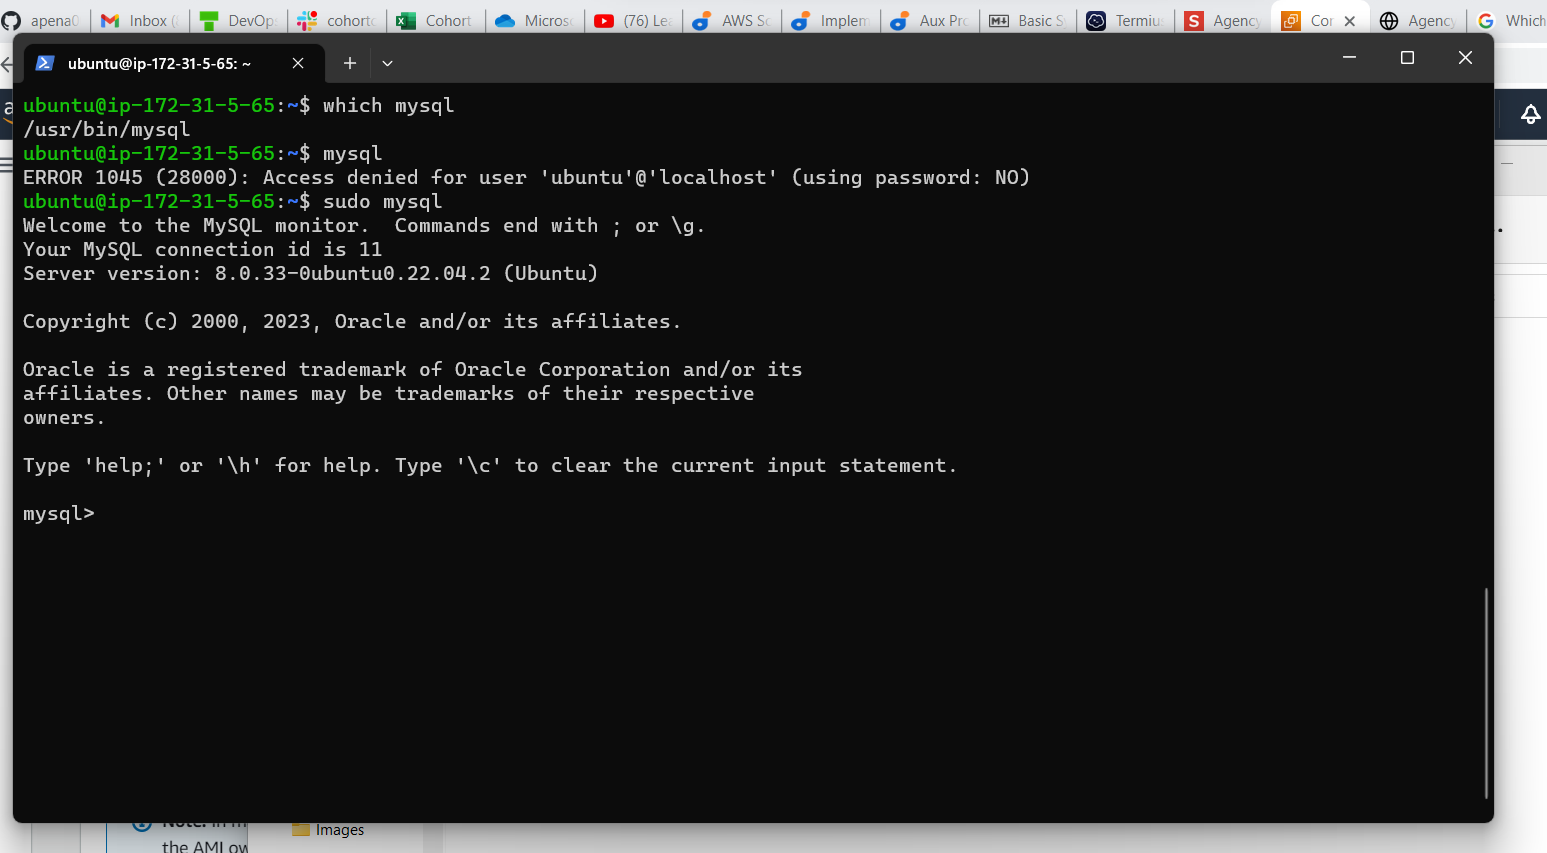 apena0
Inbox (
DevOp
cohort
Cohort
Micros
(76) Le
AWS S
Implem
Aux Pr
Basic S
Termiu
Agency
Cor
Agency
Which
ubuntu@ip-172-31-5-65: ~
ubuntu@ip-172-31-5-65:~$ which mysql
/usr/bin/mysql
ubuntu@ip-172-31-5-65:~$ mysql
ERROR 1045 (28000): Access denied for user 'ubuntu'@'localhost' (using password: NO)
ubuntu@ip-172-31-5-65:~$ sudo mysql
Welcome to the MySQL monitor.  Commands end with ; or \g.
Your MySQL connection id is 11
Server version: 8.0.33-0ubuntu0.22.04.2 (Ubuntu)
Copyright (c) 2000, 2023, Oracle and/or its affiliates.
Oracle is a registered trademark of Oracle Corporation and/or its
affiliates. Other names may be trademarks of their respective
owners.
Type 'help;' or '\h' for help. Type '\c' to clear the current input statement.
mysql>
Images
the AMI ow